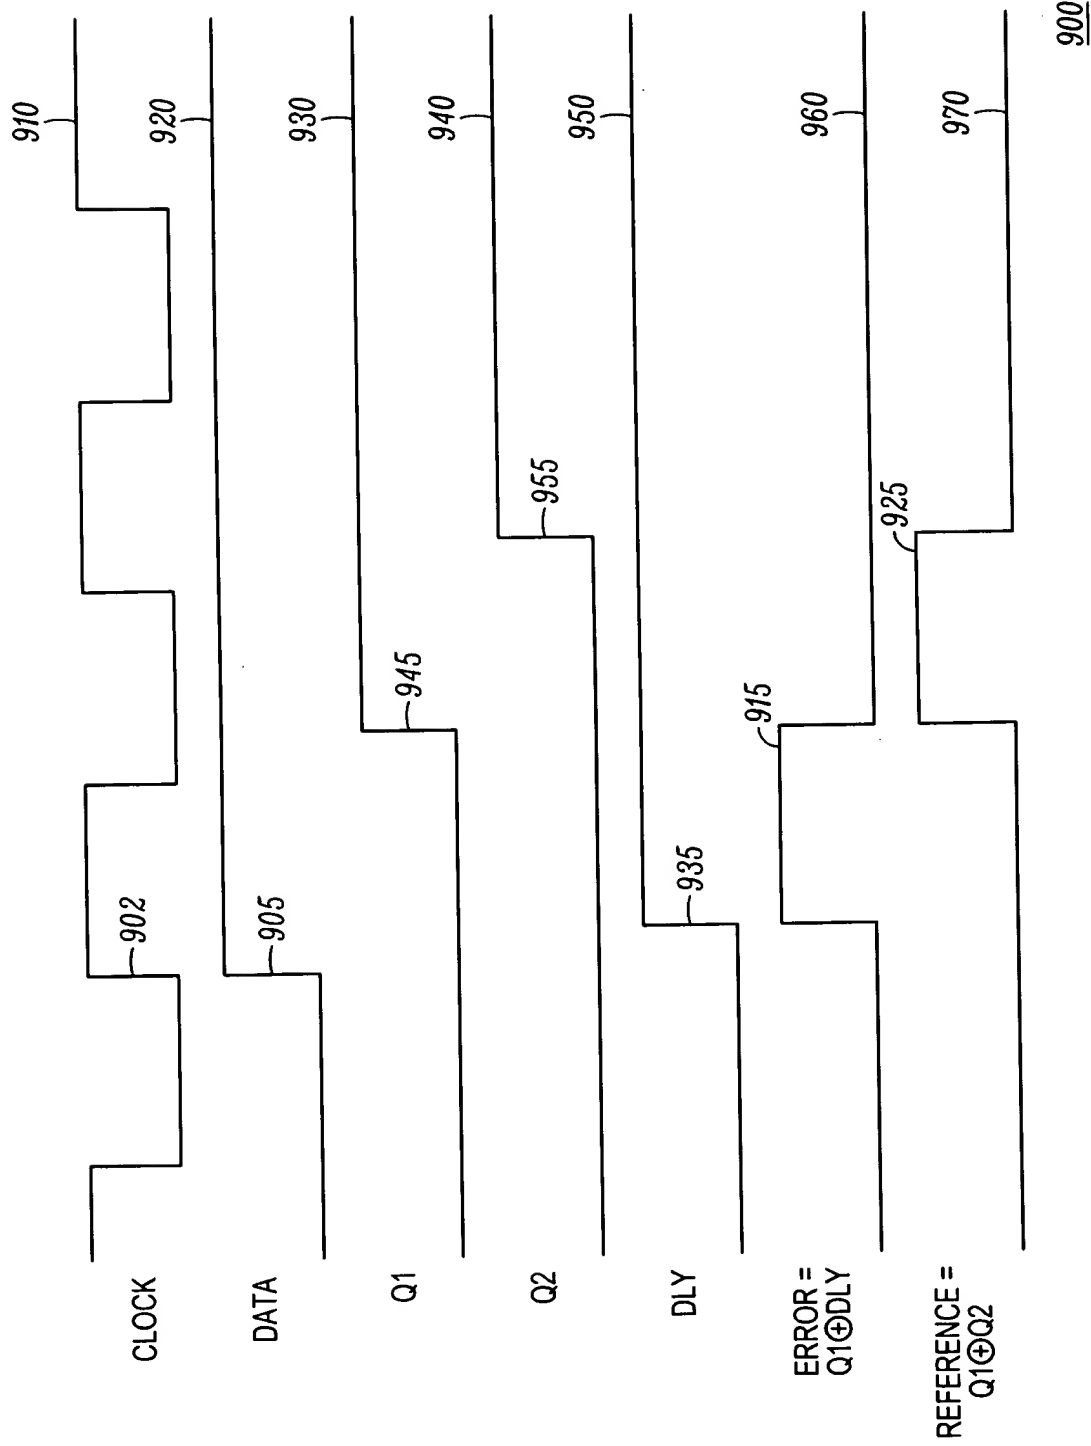 CLOCK
902
910
DATA
905
920
Q1
945
930
Q2
955
940
DLY
935
950
ERROR =
Q1⊕DLY
915
960
REFERENCE =
Q1⊕Q2
925
970
900